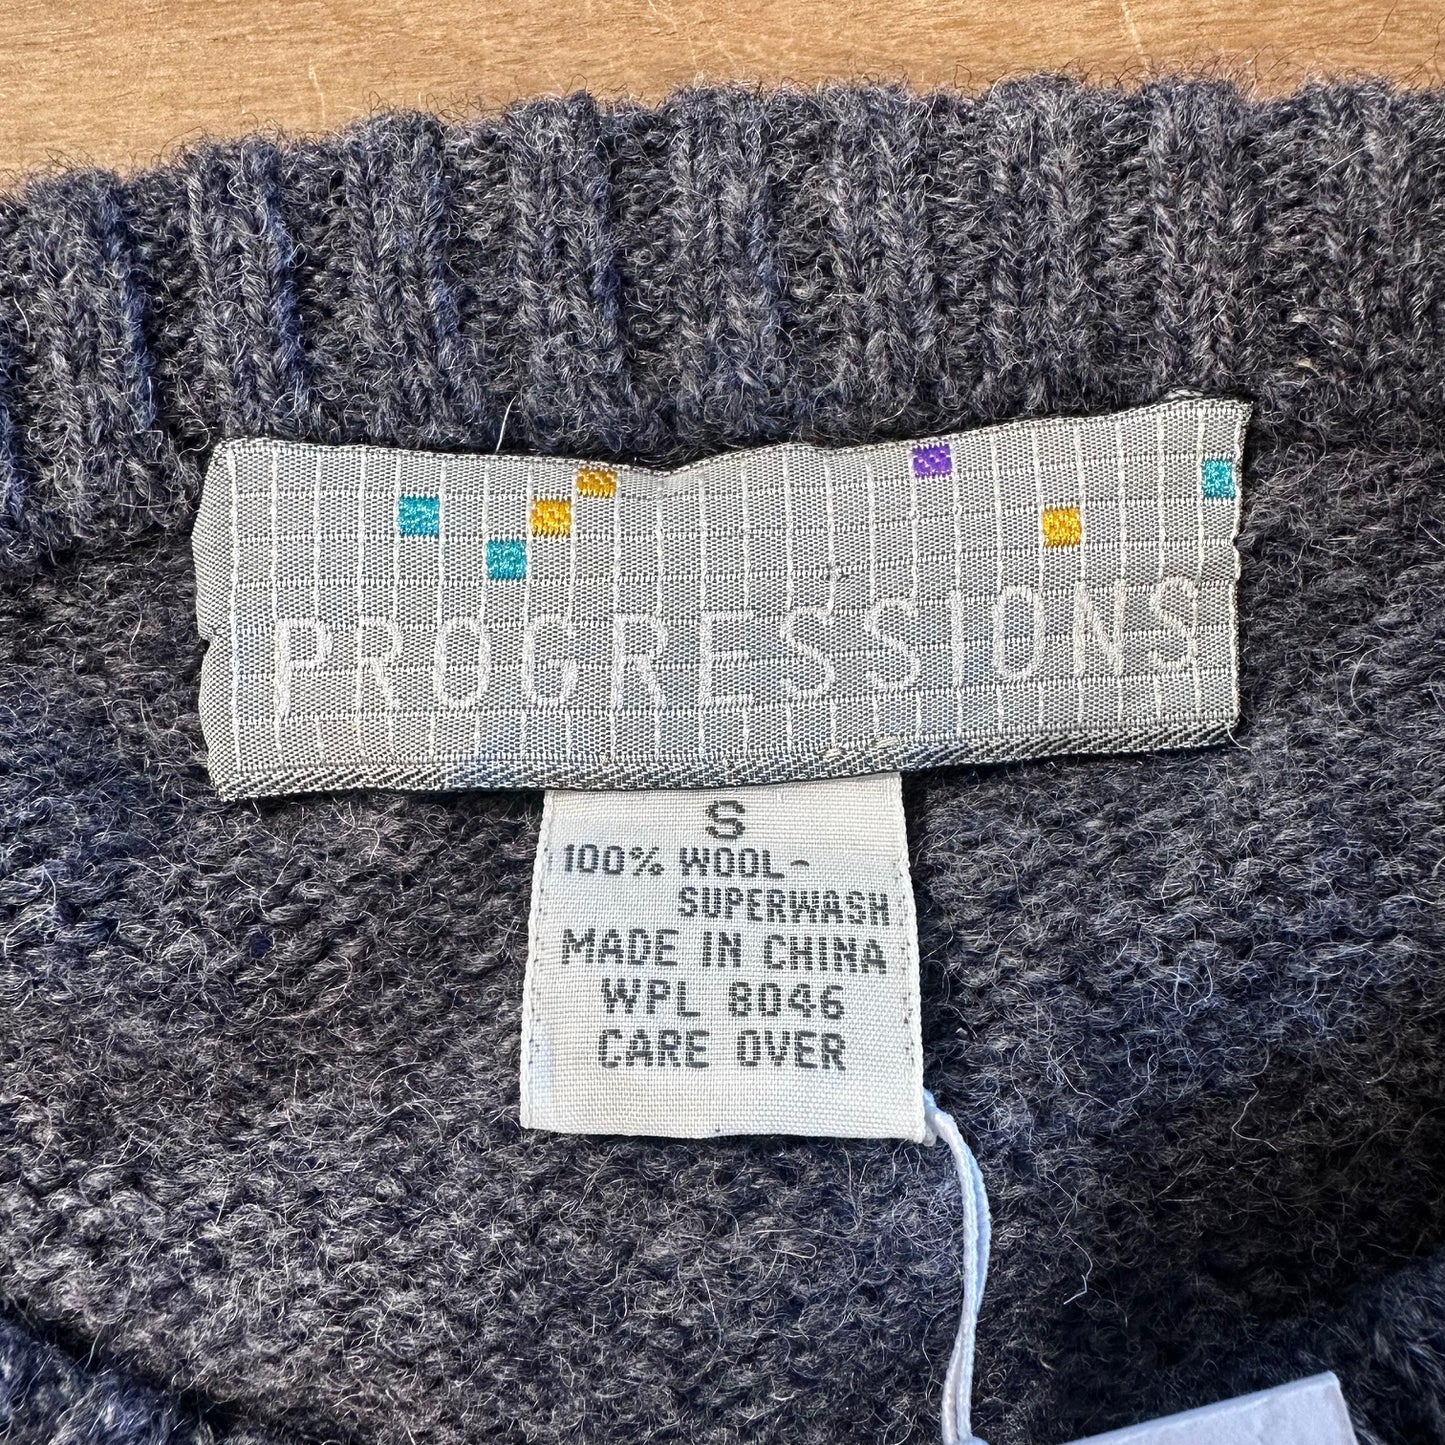 PROGRESSIONS
S
100% WOOL-
SUPERWASH
MADE IN CHINA
WPL 8046
CARE OVER